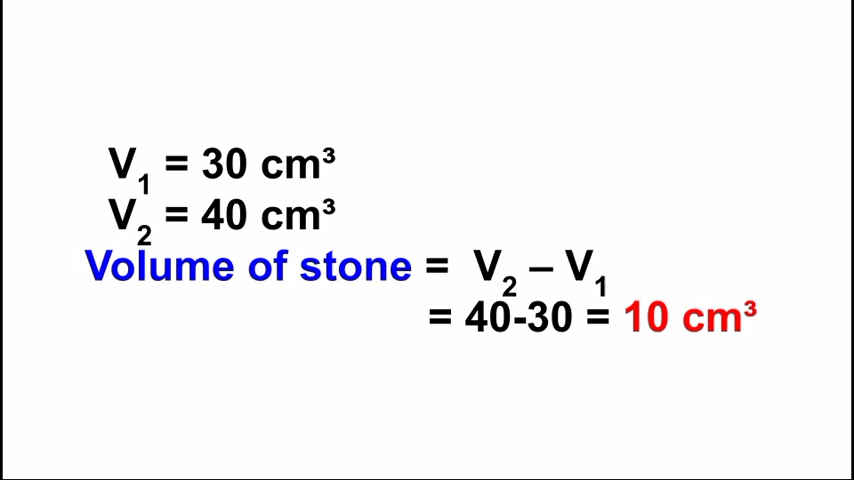 V₁ = 30 cm³
V₂ = 40 cm³
Volume of stone = V₂ – V₁
= 40-30 = 10 cm³